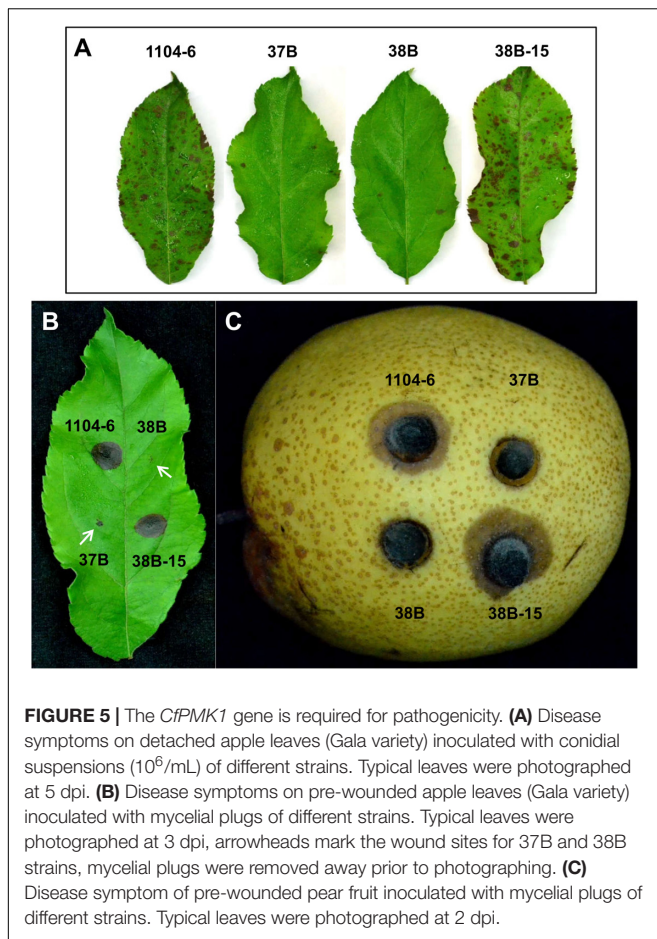 A
1104-6 37B 38B 38B-15
B
1104-6 38B
37B 38B-15
C
1104-6 37B
38B 38B-15
FIGURE 5 | The CfPMK1 gene is required for pathogenicity. (A) Disease
symptoms on detached apple leaves (Gala variety) inoculated with conidial
suspensions (10⁶/mL) of different strains. Typical leaves were photographed
at 5 dpi. (B) Disease symptoms on pre-wounded apple leaves (Gala variety)
inoculated with mycelial plugs of different strains. Typical leaves were
photographed at 3 dpi, arrowheads mark the wound sites for 37B and 38B
strains, mycelial plugs were removed away prior to photographing. (C)
Disease symptom of pre-wounded pear fruit inoculated with mycelial plugs of
different strains. Typical leaves were photographed at 2 dpi.